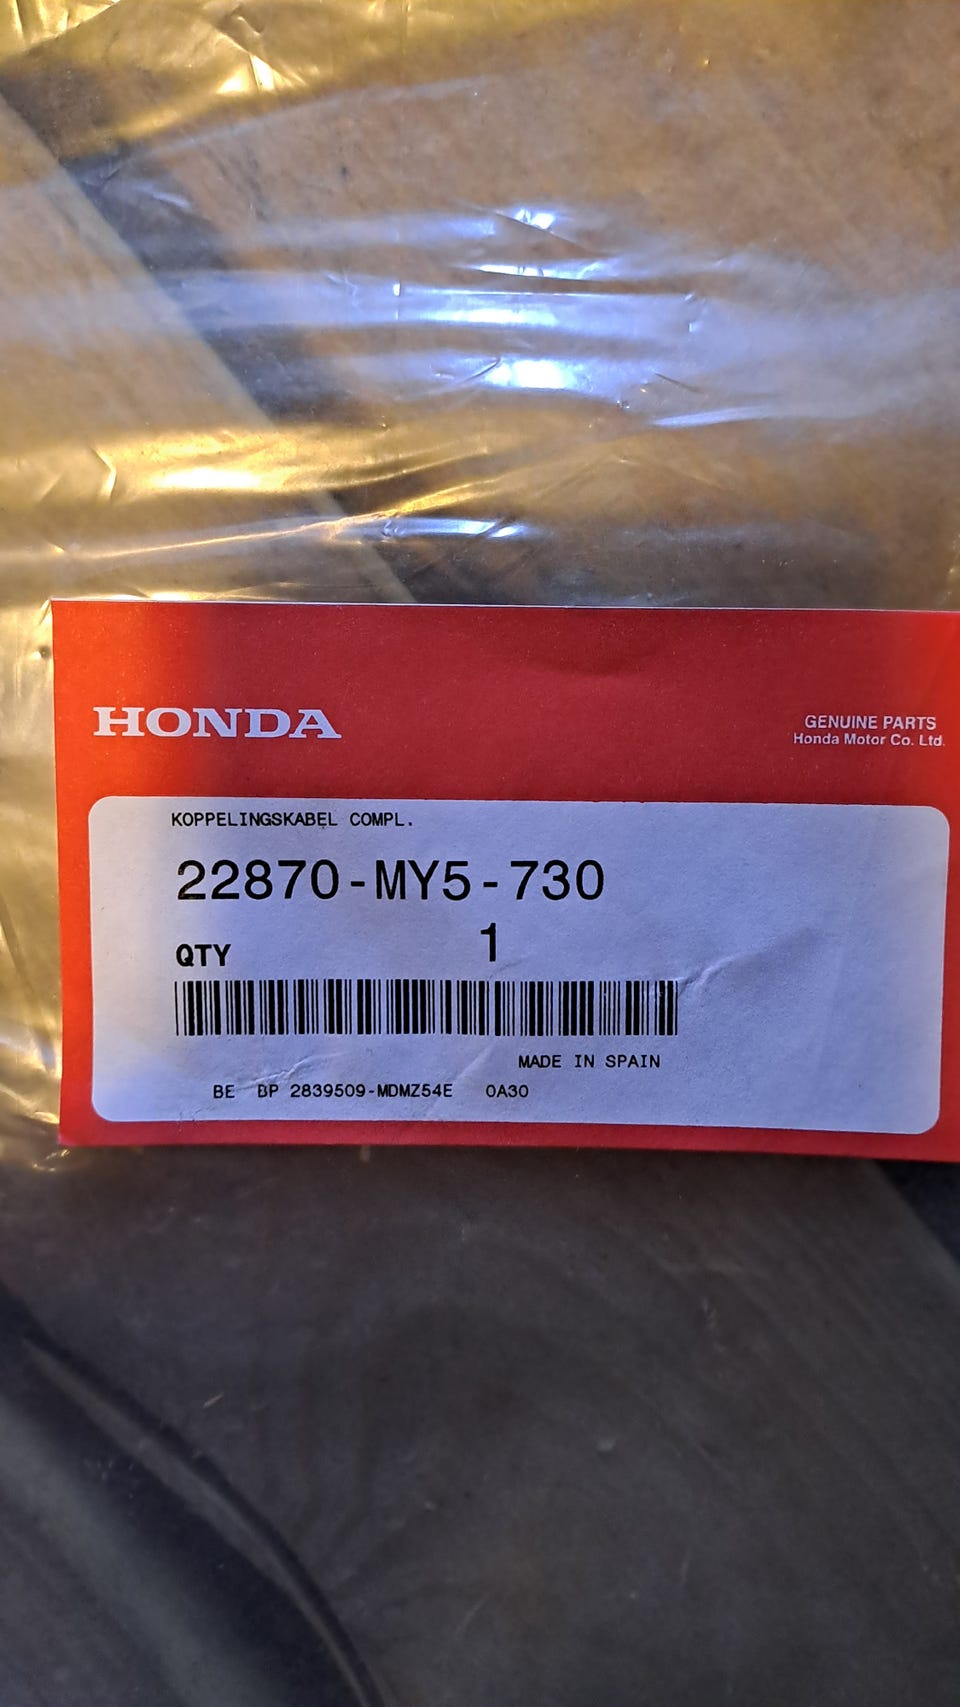 HONDA
GENUINE PARTS
Honda Motor Co. Ltd.
KOPPELINGSKABEL COMPL.
22870-MY5-730
QTY 1
MADE IN SPAIN
BE BP 2839509-MDMZ54E 0A30